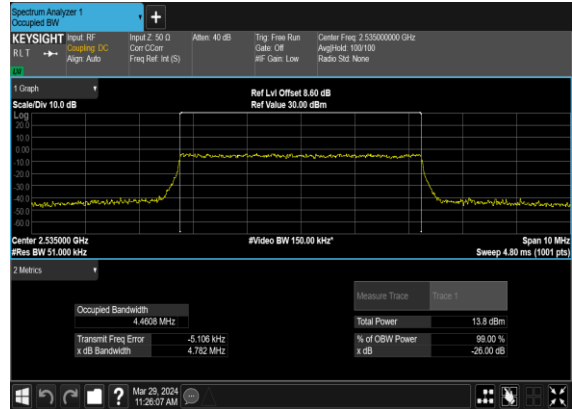 Spectrum Analyzer 1
Occupied BW
+
KEYSIGHT
RLT
Input: RF
Coupling: DC
Align: Auto
Input Z: 50 Ω
Corr CCorr
Freq Ref: Int (S)
Atten: 40 dB
Trig: Free Run
Gate: Off
#IF Gain: Low
Center Freq: 2.535000000 GHz
Avg|Hold: 100/100
Radio Std: None
1 Graph
Scale/Div 10.0 dB
Ref Lvl Offset 8.60 dB
Ref Value 30.00 dBm
Log
20.0
10.0
0.00
-10.0
-20.0
-30.0
-40.0
-50.0
-60.0
Center 2.535000 GHz
#Res BW 51.000 kHz
#Video BW 150.00 kHz*
Span 10 MHz
Sweep 4.80 ms (1001 pts)
2 Metrics
Measure Trace
Trace 1
Occupied Bandwidth
4.4608 MHz
Total Power
13.8 dBm
Transmit Freq Error
-5.106 kHz
% of OBW Power
99.00 %
x dB Bandwidth
4.782 MHz
x dB
-26.00 dB
?
Mar 29, 2024
11:26:07 AM